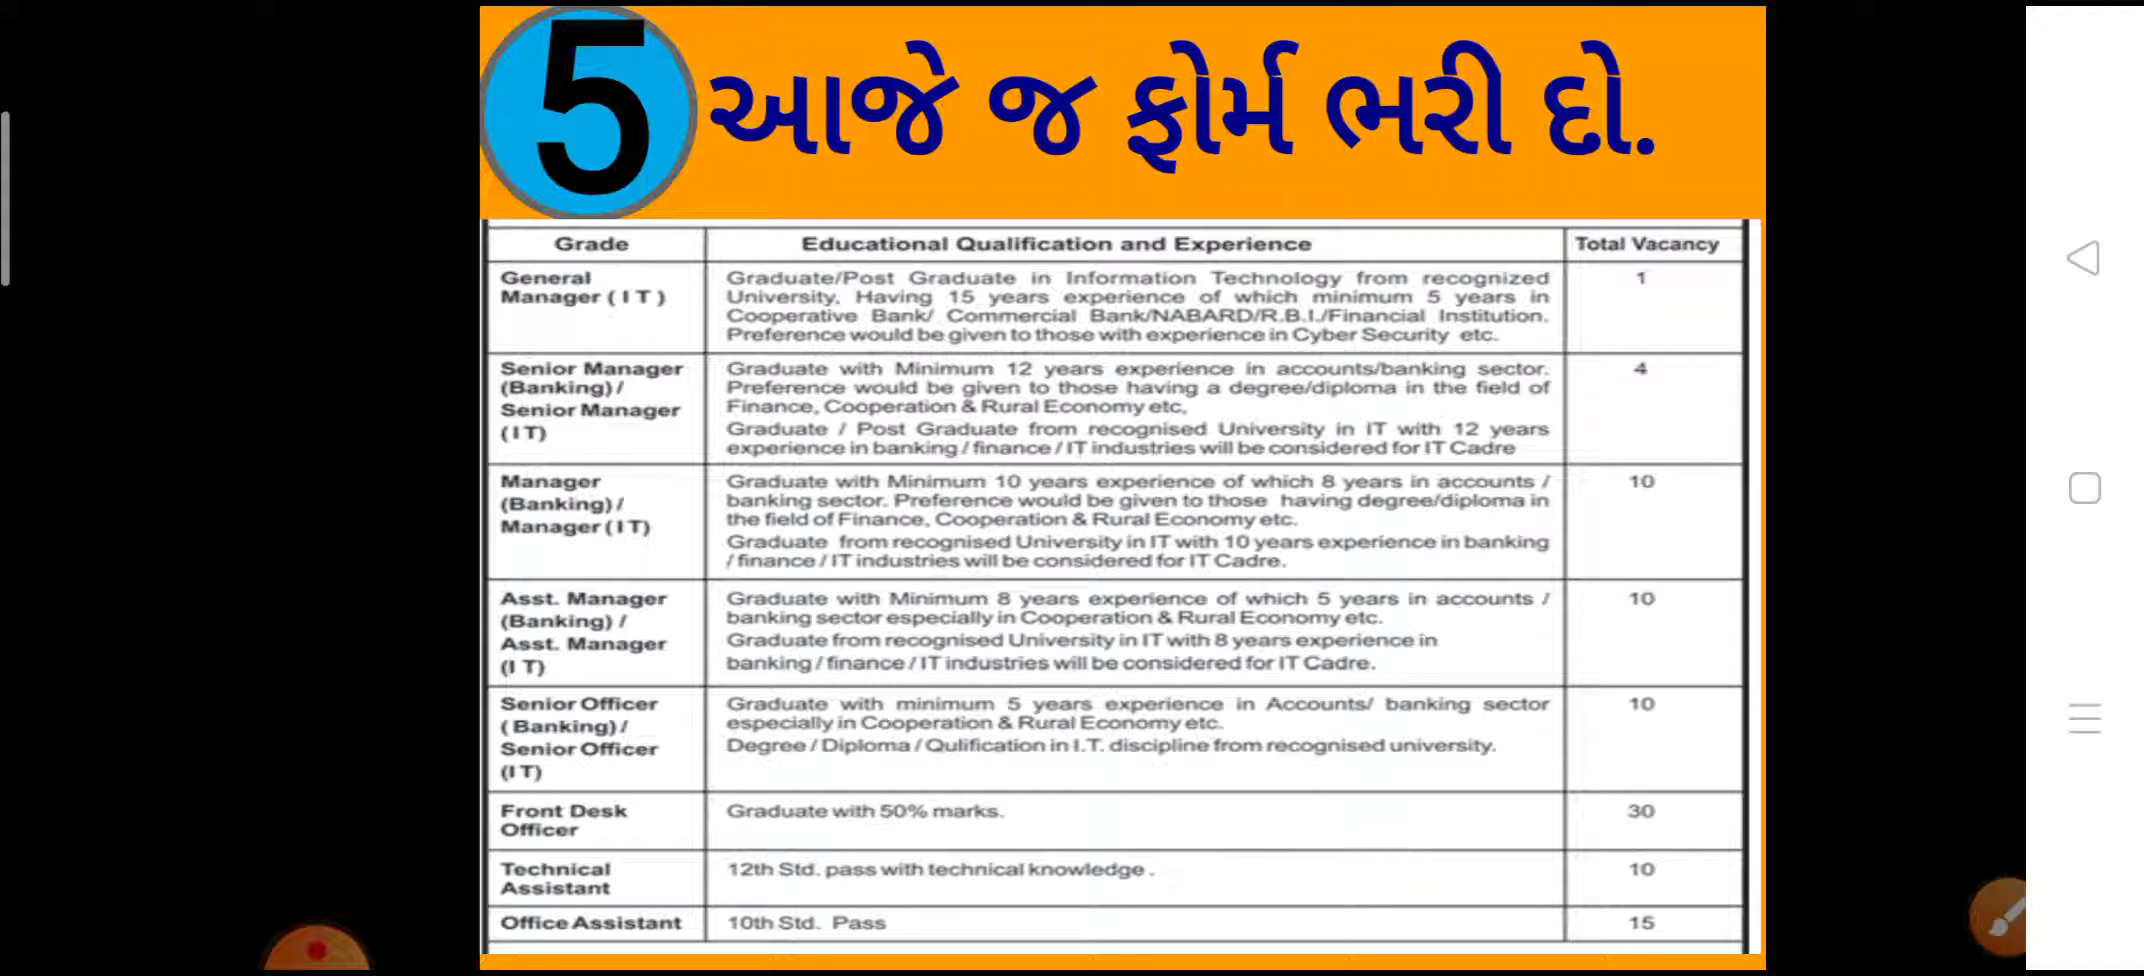 5 આજે જ ફોર્મ ભરી દો.
Grade Educational Qualification and Experience Total Vacancy
General
Manager ( I T )
Graduate/Post Graduate in Information Technology from recognized
University. Having 15 years experience of which minimum 5 years in
Cooperative Bank/ Commercial Bank/NABARD/R.B.I./Financial Institution.
Preference would be given to those with experience in Cyber Security etc.
1
Senior Manager
(Banking) /
Senior Manager
( I T)
Graduate with Minimum 12 years experience in accounts/banking sector.
Preference would be given to those having a degree/diploma in the field of
Finance, Cooperation & Rural Economy etc,
Graduate / Post Graduate from recognised University in IT with 12 years
experience in banking / finance / IT industries will be considered for IT Cadre
4
Manager
(Banking) /
Manager ( I T)
Graduate with Minimum 10 years experience of which 8 years in accounts /
banking sector. Preference would be given to those having degree/diploma in
the field of Finance, Cooperation & Rural Economy etc.
Graduate from recognised University in IT with 10 years experience in banking
/ finance / IT industries will be considered for IT Cadre.
10
Asst. Manager
(Banking) /
Asst. Manager
(I T)
Graduate with Minimum 8 years experience of which 5 years in accounts /
banking sector especially in Cooperation & Rural Economy etc.
Graduate from recognised University in IT with 8 years experience in
banking / finance / IT industries will be considered for IT Cadre.
10
Senior Officer
( Banking) /
Senior Officer
(I T)
Graduate with minimum 5 years experience in Accounts/ banking sector
especially in Cooperation & Rural Economy etc.
Degree / Diploma / Qulification in I.T. discipline from recognised university.
10
Front Desk
Officer
Graduate with 50% marks.
30
Technical
Assistant
12th Std. pass with technical knowledge .
10
Office Assistant 10th Std. Pass 15